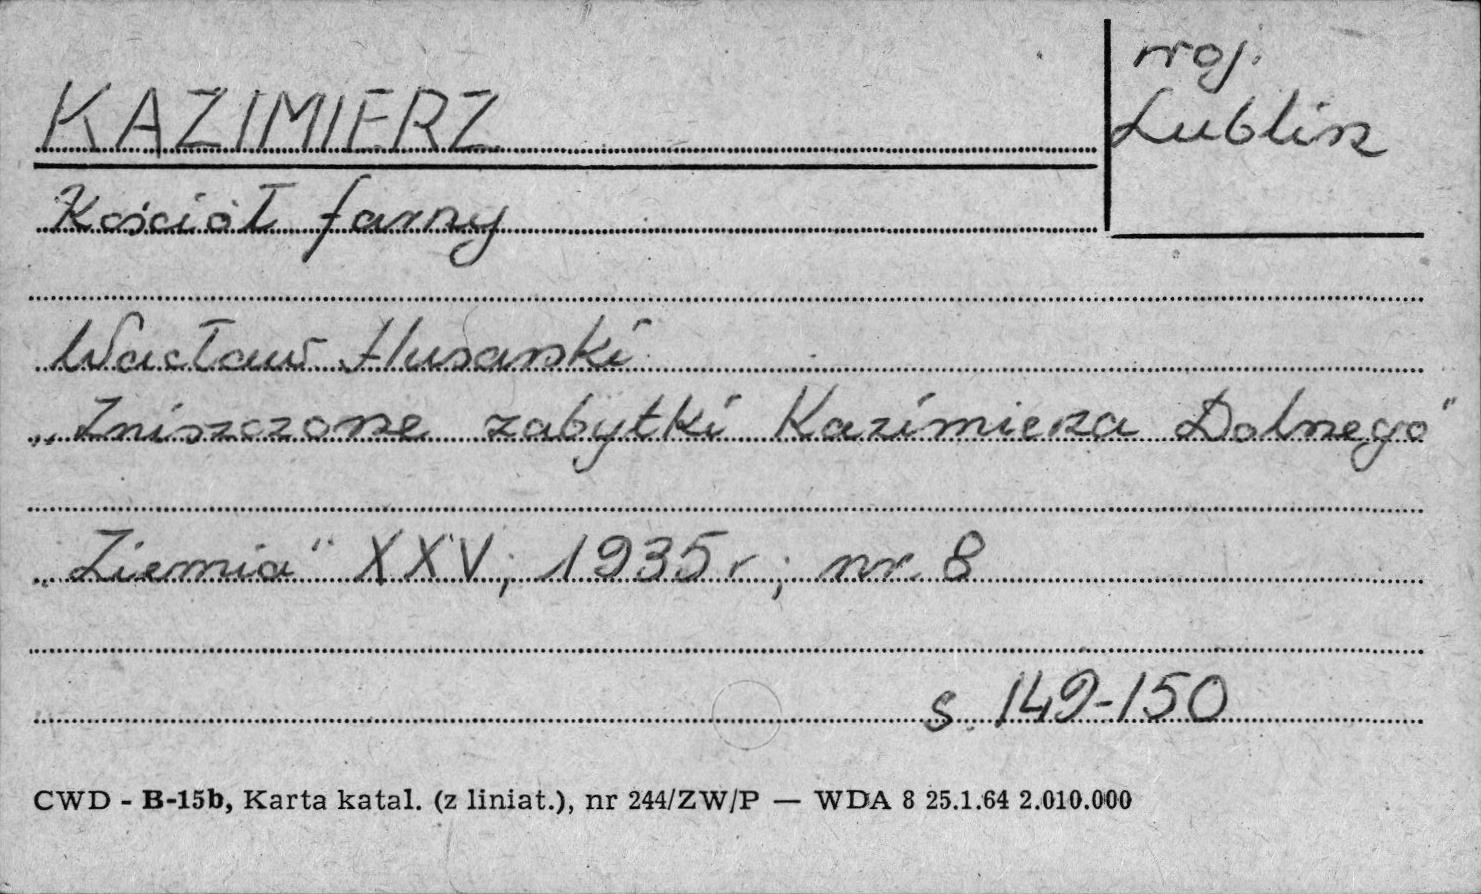 KAZIMIERZ
woj.
Lublin
Kościół farny
Wacław Husarski
„Zniszczone zabytki Kazimierza Dolnego"
„Ziemia" XXV, 1935 r; nr. 8
s. 149-150
CWD - B-15b, Karta katal. (z liniat.), nr 244/ZW/P — WDA 8 25.1.64 2.010.000